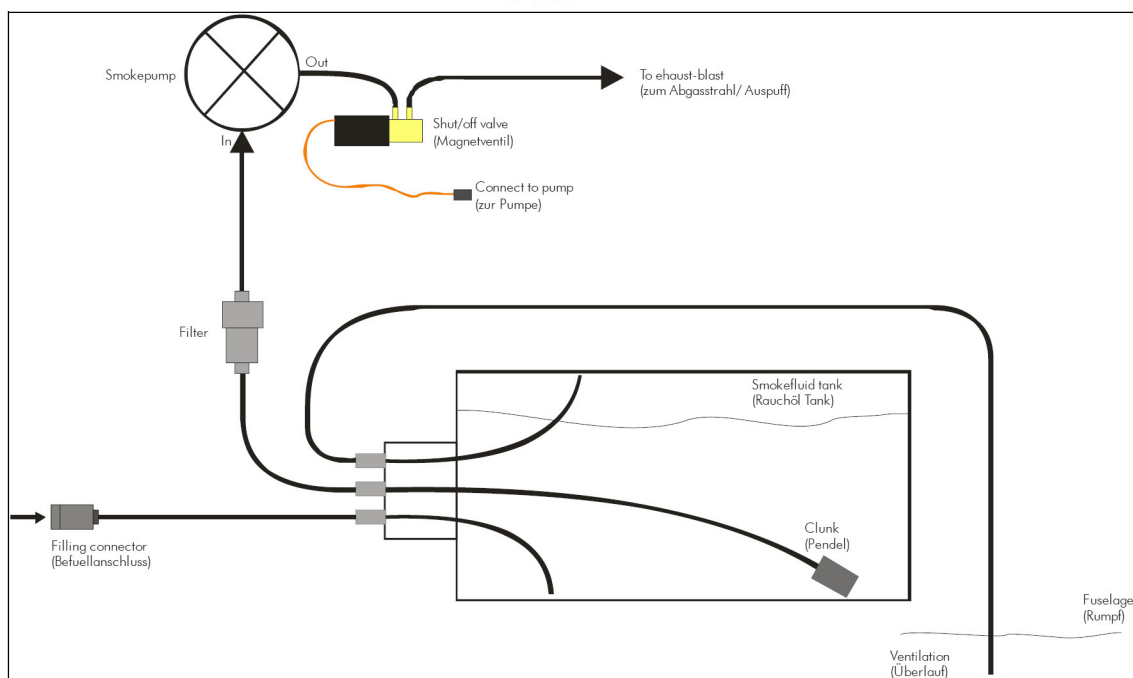 Smokepump
Out
In
To ehaust-blast
(zum Abgasstrahl/ Auspuff)
Shut/off valve
(Magnetventil)
Connect to pump
(zur Pumpe)
Filter
Smokefluid tank
(Rauchöl Tank)
Clunk
(Pendel)
Filling connector
(Befuellanschluss)
Fuselage
(Rumpf)
Ventilation
(Überlauf)